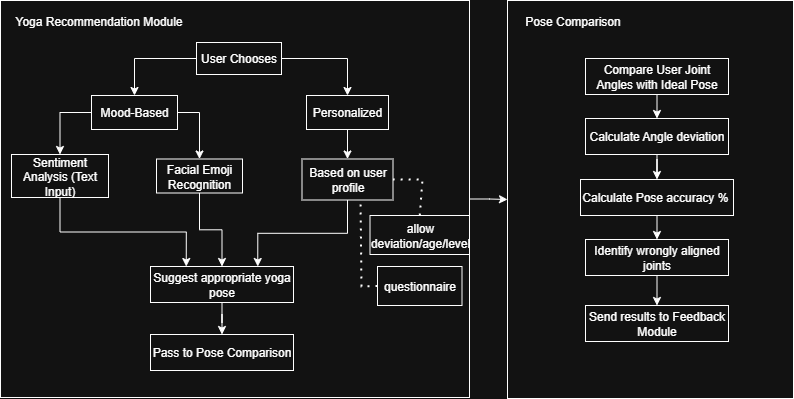 Yoga Recommendation Module
User Chooses
Mood-Based
Personalized
Sentiment
Analysis (Text
Input)
Facial Emoji
Recognition
Based on user
profile
allow
deviation/age/level
questionnaire
Suggest appropriate yoga
pose
Pass to Pose Comparison
Pose Comparison
Compare User Joint
Angles with Ideal Pose
Calculate Angle deviation
Calculate Pose accuracy %
Identify wrongly aligned
joints
Send results to Feedback
Module